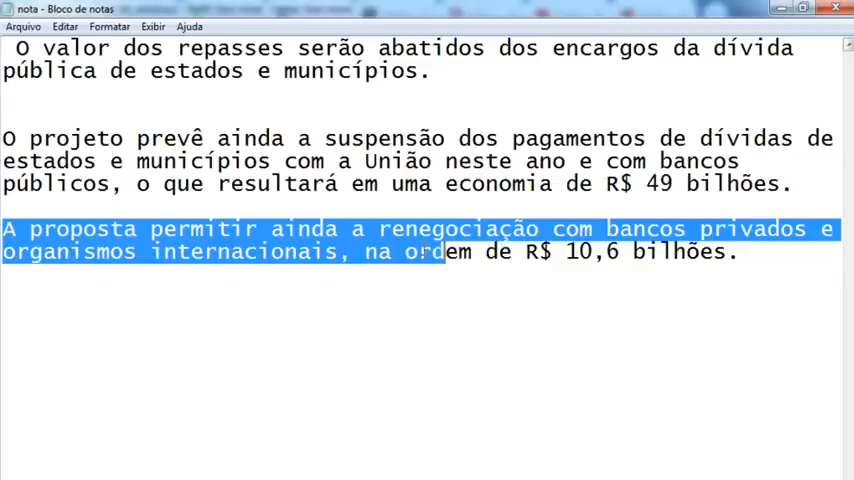 nota - Bloco de notas
Arquivo Editar Formatar Exibir Ajuda
O valor dos repasses serão abatidos dos encargos da dívida
pública de estados e municípios.
O projeto prevê ainda a suspensão dos pagamentos de dívidas de
estados e municípios com a União neste ano e com bancos
públicos, o que resultará em uma economia de R$ 49 bilhões.
A proposta permitir ainda a renegociação com bancos privados e
organismos internacionais, na ordem de R$ 10,6 bilhões.